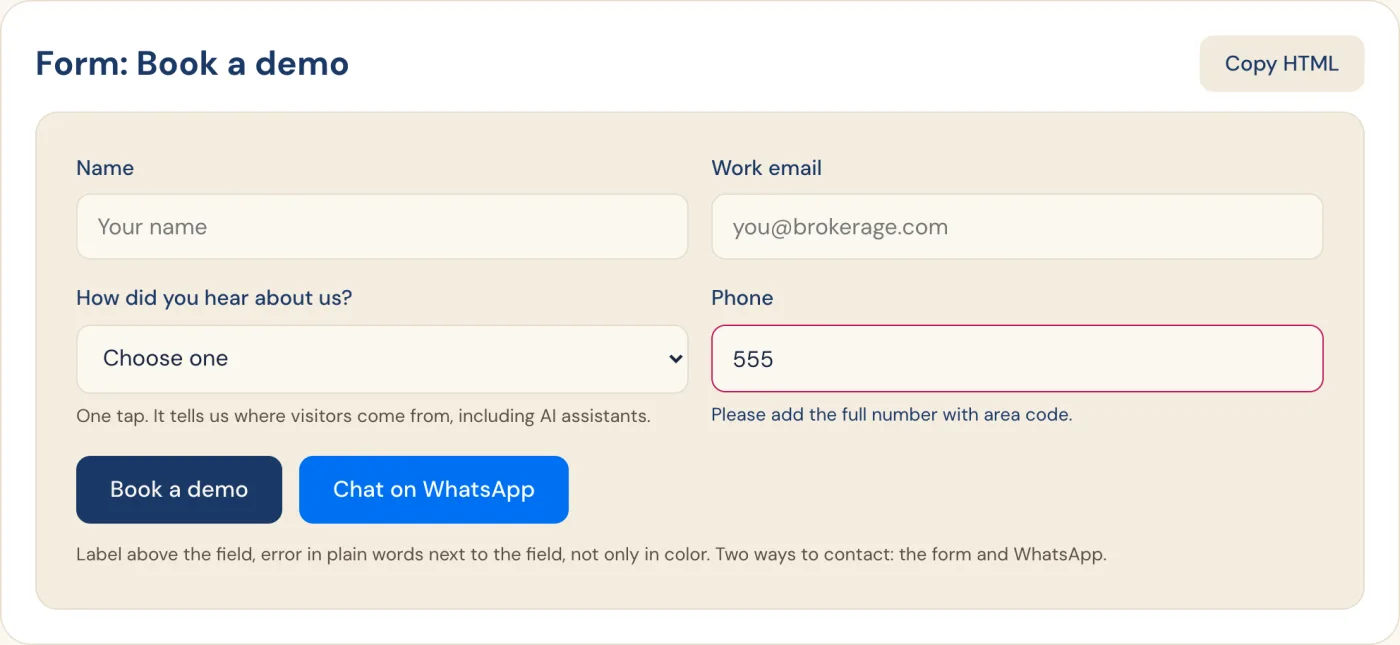 Form: Book a demo
Copy HTML
Name
Work email
Your name
you@brokerage.com
How did you hear about us?
Phone
Choose one
555
One tap. It tells us where visitors come from, including AI assistants.
Please add the full number with area code.
Book a demo
Chat on WhatsApp
Label above the field, error in plain words next to the field, not only in color. Two ways to contact: the form and WhatsApp.